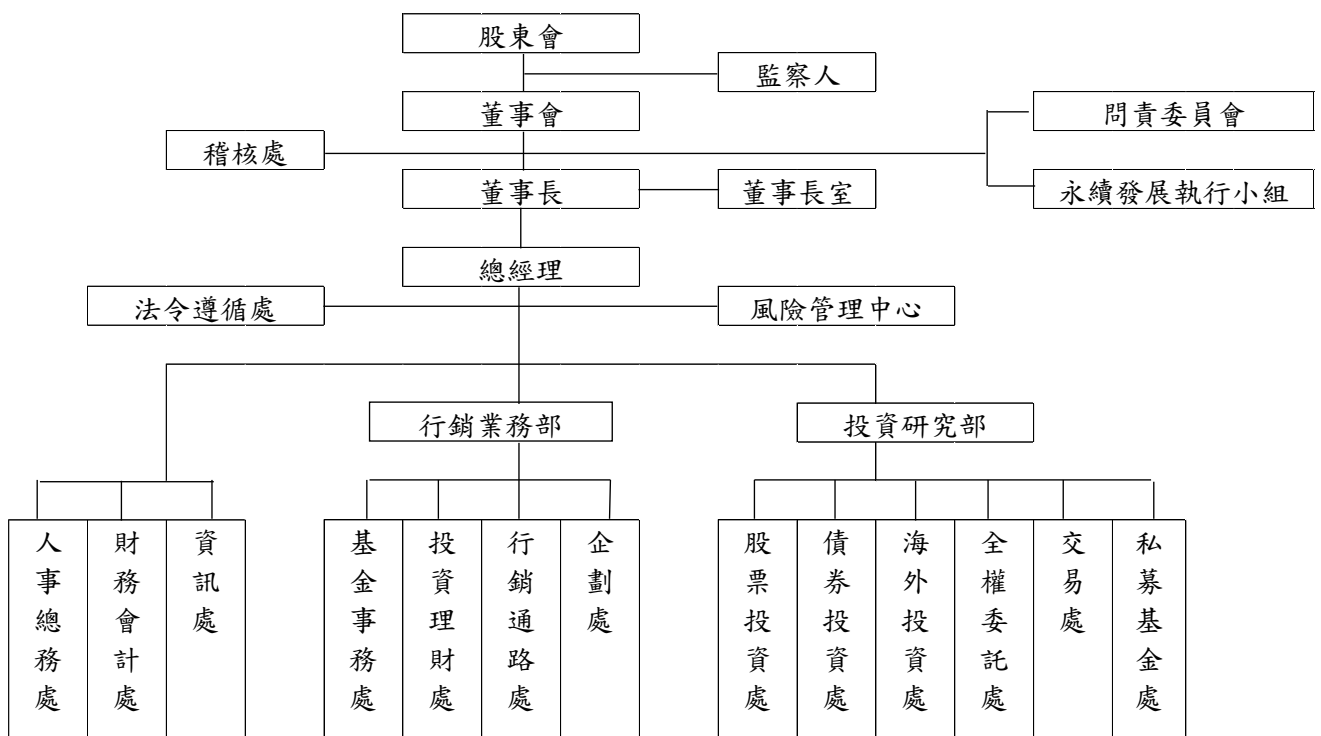 股東會
監察人
董事會
問責委員會
稽核處
董事長
董事長室
永續發展執行小組
總經理
法令遵循處
風險管理中心
行銷業務部
投資研究部
人事總務處
財務會計處
資訊處
基金事務處
投資理財處
行銷通路處
企劃處
股票投資處
債券投資處
海外投資處
全權委託處
交易處
私募基金處